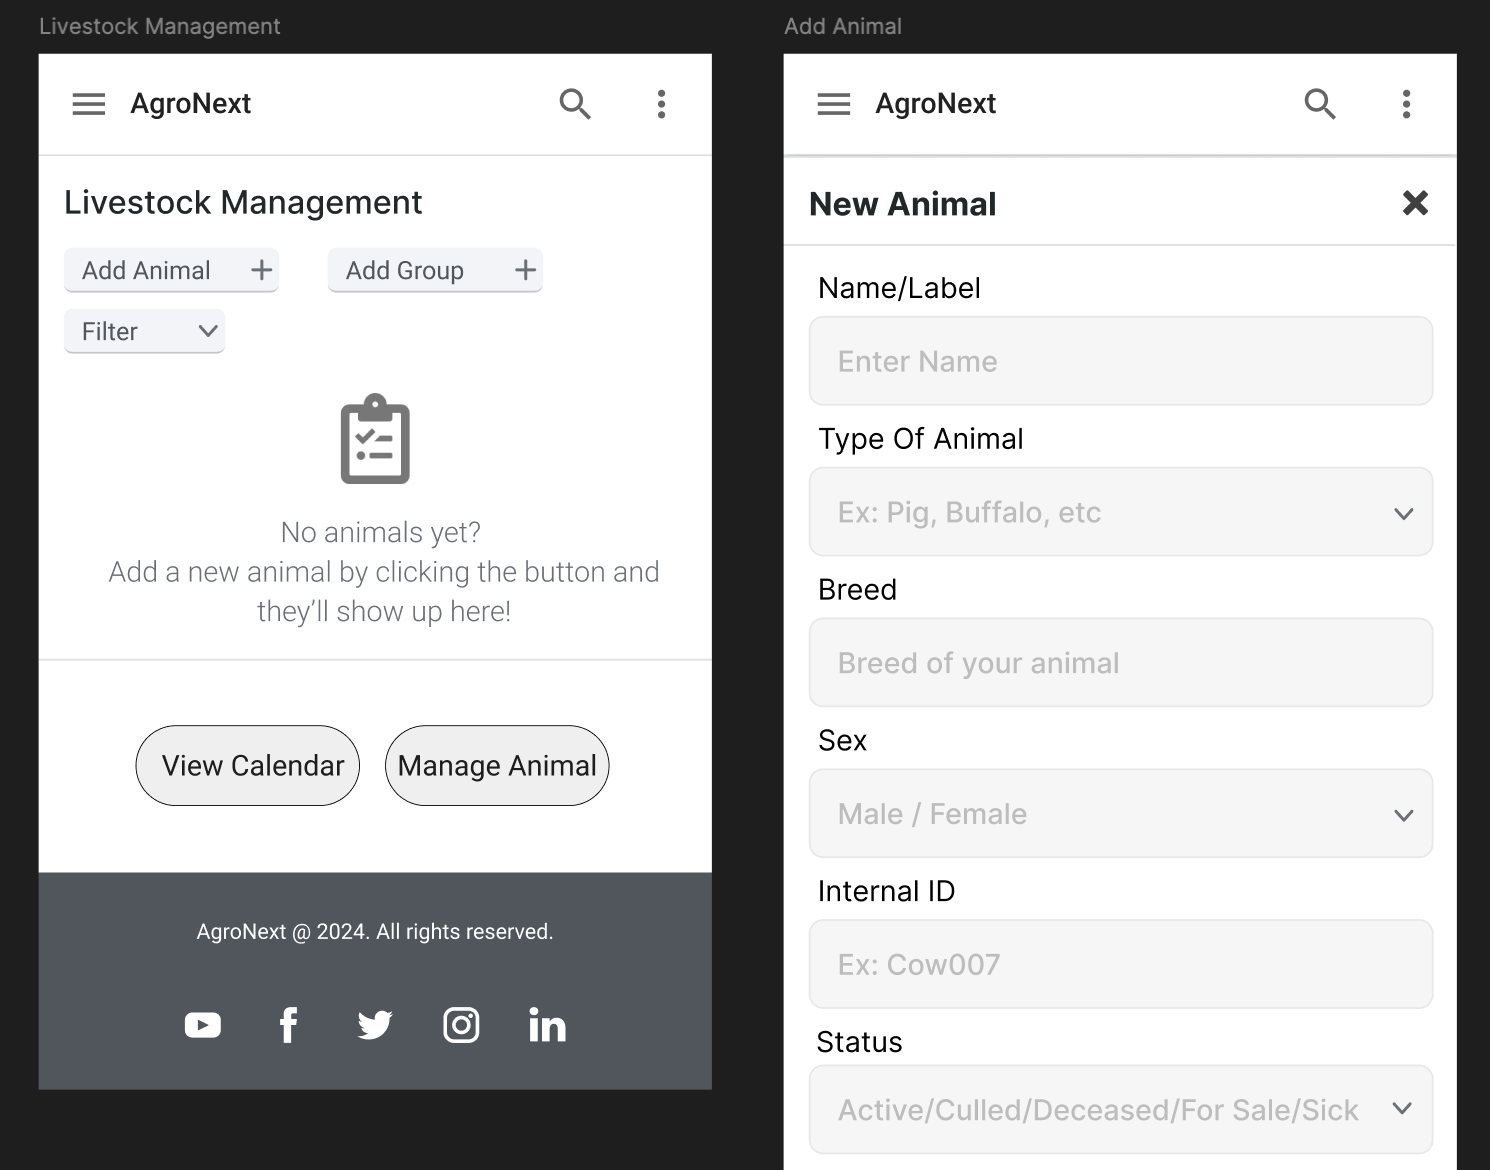 Livestock Management
AgroNext
Livestock Management
Add Animal
Add Group
Filter
No animals yet?
Add a new animal by clicking the button and
they’ll show up here!
View Calendar
Manage Animal
AgroNext @ 2024. All rights reserved.
Add Animal
AgroNext
New Animal
Name/Label
Enter Name
Type Of Animal
Ex: Pig, Buffalo, etc
Breed
Breed of your animal
Sex
Male / Female
Internal ID
Ex: Cow007
Status
Active/Culled/Deceased/For Sale/Sick